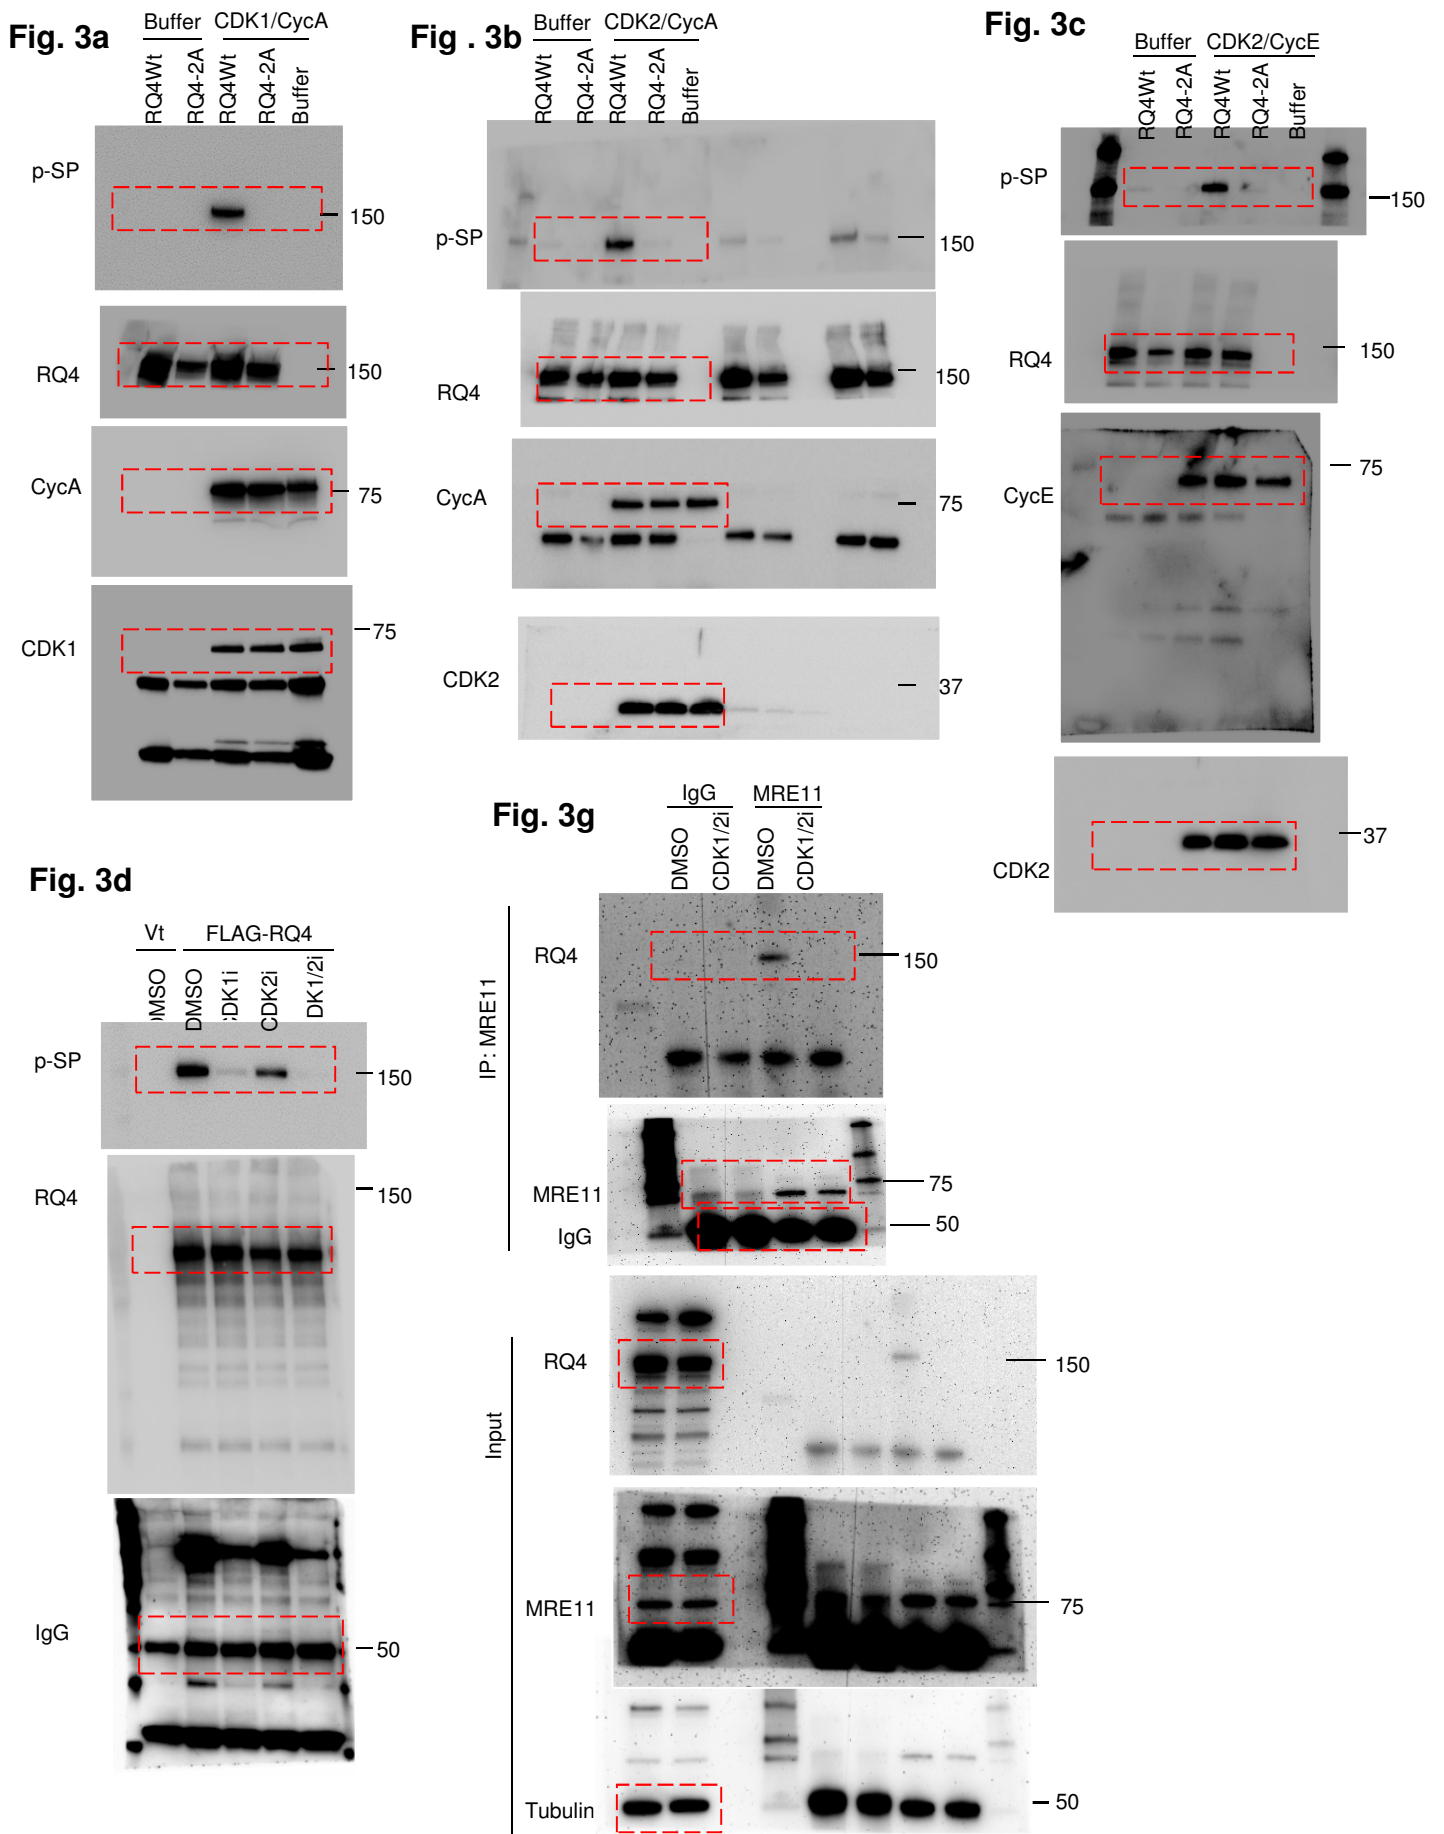 Fig. 3a
Buffer CDK1/CycA
RQ4Wt
RQ4-2A
RQ4Wt
RQ4-2A
Buffer
p-SP
150
RQ4
150
CycA
75
CDK1
75
Fig . 3b
Buffer CDK2/CycA
RQ4Wt
RQ4-2A
RQ4Wt
RQ4-2A
Buffer
p-SP
150
RQ4
150
CycA
75
CDK2
37
Fig. 3c
Buffer CDK2/CycE
RQ4Wt
RQ4-2A
RQ4Wt
RQ4-2A
Buffer
p-SP
150
RQ4
150
CycE
75
CDK2
37
Fig. 3d
Vt FLAG-RQ4
DMSO
DMSO
CDK1i
CDK2i
DK1/2i
p-SP
150
RQ4
150
IgG
50
Fig. 3g
IgG MRE11
DMSO
CDK1/2i
DMSO
CDK1/2i
IP: MRE11
RQ4
150
MRE11
75
IgG
50
Input
RQ4
150
MRE11
75
Tubulin
50